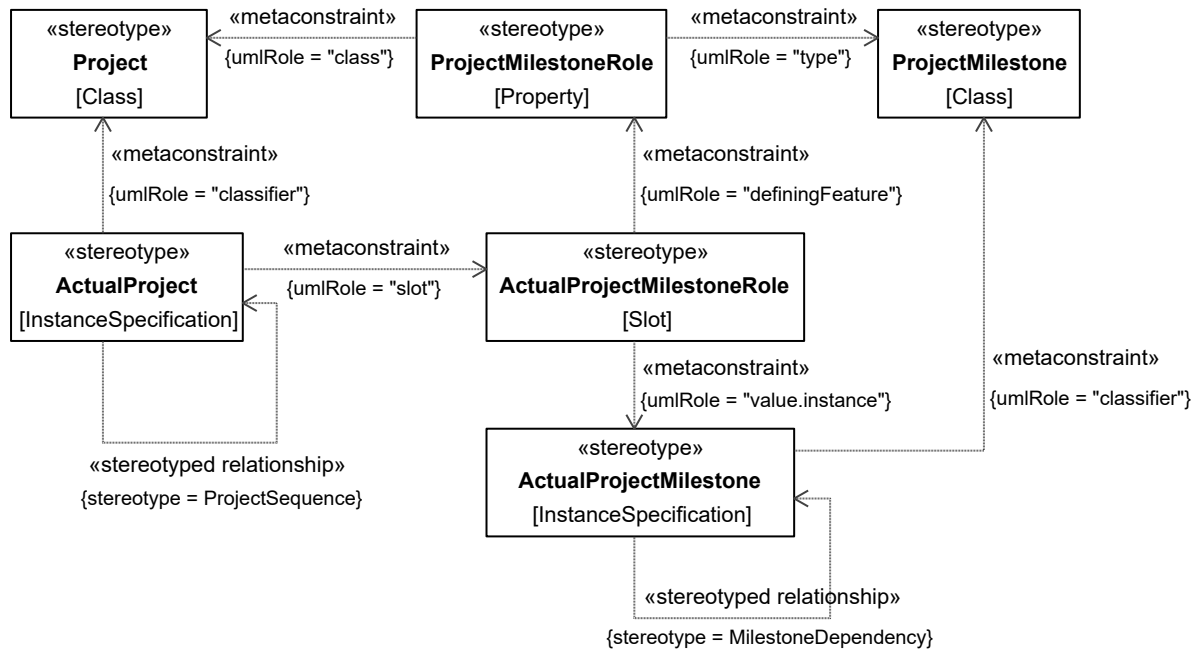 «stereotype»
Project
[Class]
«metaconstraint»
{umlRole = "class"}
«stereotype»
ProjectMilestoneRole
[Property]
«metaconstraint»
{umlRole = "type"}
«stereotype»
ProjectMilestone
[Class]
«metaconstraint»
{umlRole = "classifier"}
«metaconstraint»
{umlRole = "definingFeature"}
«stereotype»
ActualProject
[InstanceSpecification]
«metaconstraint»
{umlRole = "slot"}
«stereotype»
ActualProjectMilestoneRole
[Slot]
«metaconstraint»
{umlRole = "value.instance"}
«metaconstraint»
{umlRole = "classifier"}
«stereotyped relationship»
{stereotype = ProjectSequence}
«stereotype»
ActualProjectMilestone
[InstanceSpecification]
«stereotyped relationship»
{stereotype = MilestoneDependency}